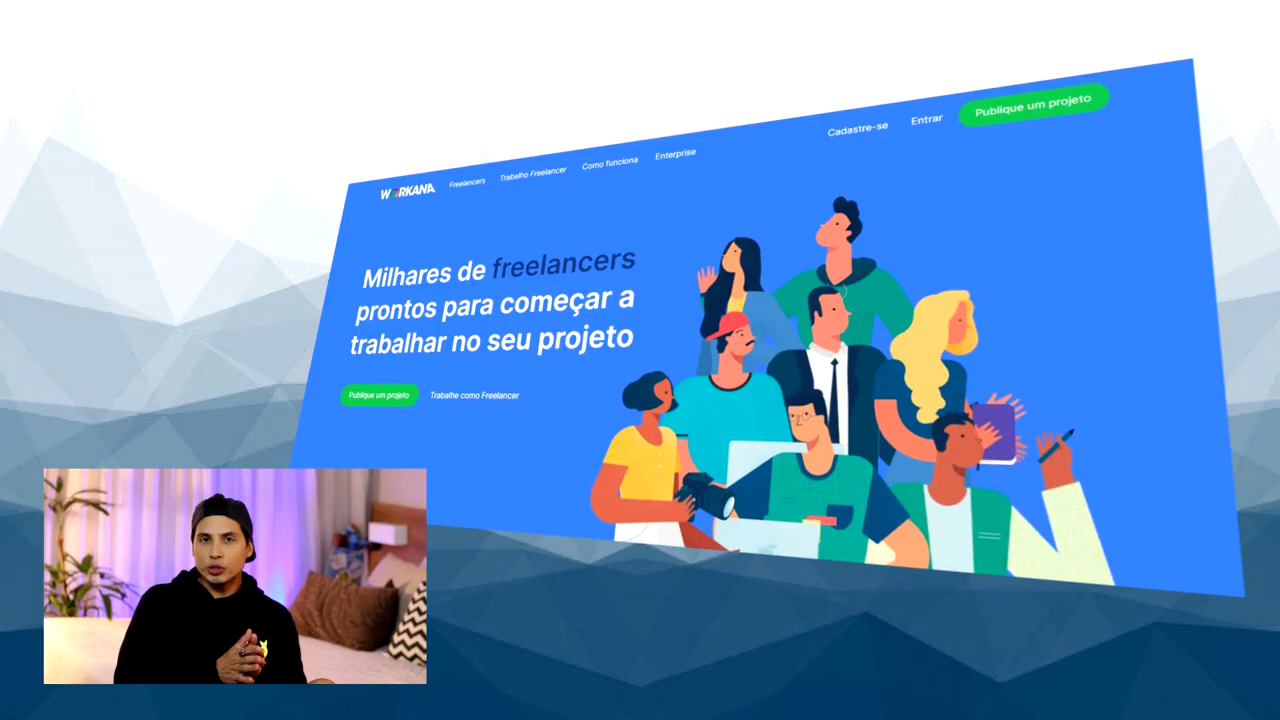 Cadastre-se
Entrar
Publique um projeto
WORKANA
Freelancers
Trabalho Freelancer
Como funciona
Enterprise
Milhares de freelancers
prontos para começar a
trabalhar no seu projeto
Publique um projeto
Trabalhe como Freelancer